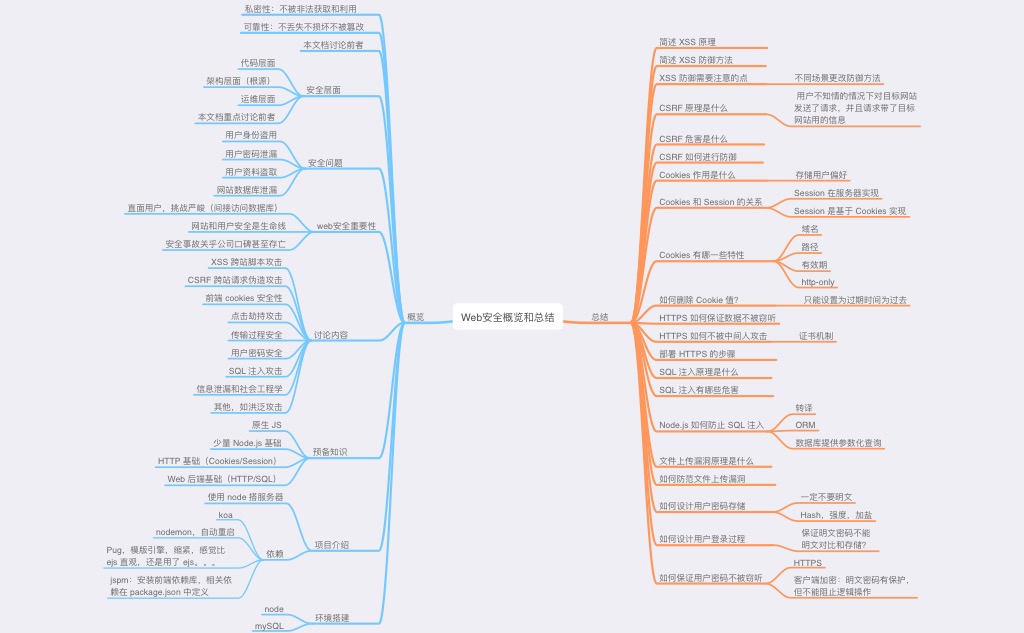 Web安全概览和总结
概览
私密性：不被非法获取和利用
可靠性：不丢失不损坏不被篡改
本文档讨论前者
安全层面
代码层面
架构层面（根源）
运维层面
本文档重点讨论前者
安全问题
用户身份盗用
用户密码泄漏
用户资料盗取
网站数据库泄漏
web安全重要性
直面用户，挑战严峻（间接访问数据库）
网站和用户安全是生命线
安全事故关乎公司口碑甚至存亡
讨论内容
XSS 跨站脚本攻击
CSRF 跨站请求伪造攻击
前端 cookies 安全性
点击劫持攻击
传输过程安全
用户密码安全
SQL 注入攻击
信息泄漏和社会工程学
其他，如洪泛攻击
预备知识
原生 JS
少量 Node.js 基础
HTTP 基础（Cookies/Session）
Web 后端基础（HTTP/SQL）
项目介绍
使用 node 搭服务器
依赖
koa
nodemon，自动重启
Pug，模版引擎，缩紧，感觉比
ejs 直观，还是用了 ejs。。。
jspm：安装前端依赖库，相关依
赖在 package.json 中定义
环境搭建
node
mySQL
总结
简述 XSS 原理
简述 XSS 防御方法
XSS 防御需要注意的点
不同场景更改防御方法
CSRF 原理是什么
用户不知情的情况下对目标网站
发送了请求，并且请求带了目标
网站用的信息
CSRF 危害是什么
CSRF 如何进行防御
Cookies 作用是什么
存储用户偏好
Cookies 和 Session 的关系
Session 在服务器实现
Session 是基于 Cookies 实现
Cookies 有哪一些特性
域名
路径
有效期
http-only
如何删除 Cookie 值？
只能设置为过期时间为过去
HTTPS 如何保证数据不被窃听
HTTPS 如何不被中间人攻击
证书机制
部署 HTTPS 的步骤
SQL 注入原理是什么
SQL 注入有哪些危害
Node.js 如何防止 SQL 注入
转译
ORM
数据库提供参数化查询
文件上传漏洞原理是什么
如何防范文件上传漏洞
如何设计用户密码存储
一定不要明文
Hash，强度，加盐
如何设计用户登录过程
保证明文密码不能
明文对比和存储？
如何保证用户密码不被窃听
HTTPS
客户端加密：明文密码有保护，
但不能阻止逻辑操作